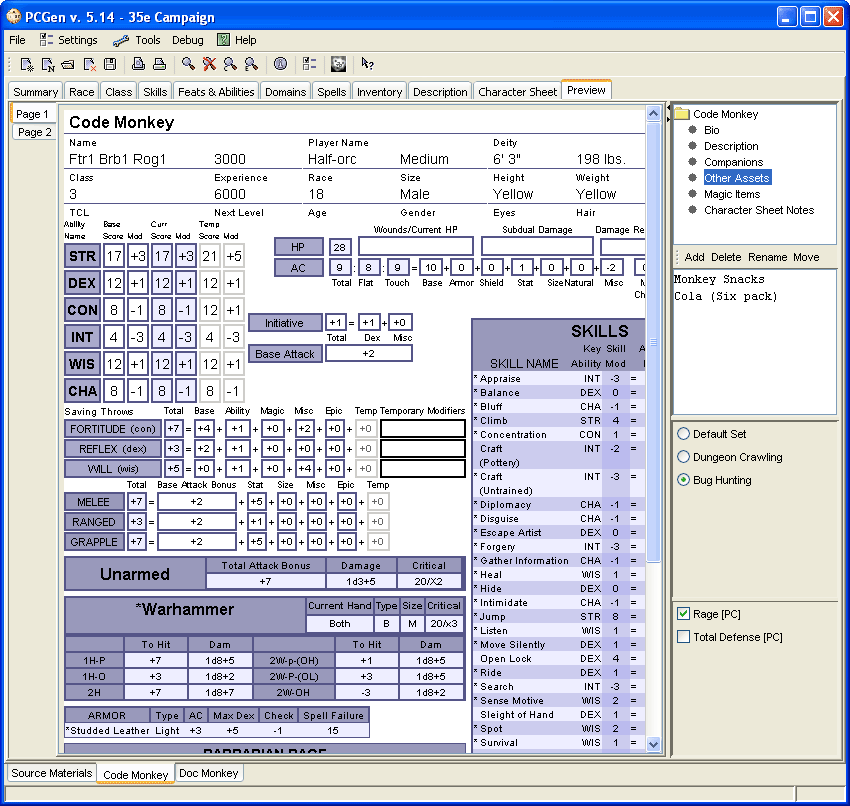 PCGen v. 5.14 - 35e Campaign
File Settings Tools Debug Help
Summary Race Class Skills Feats & Abilities Domains Spells Inventory Description Character Sheet Preview
Page 1
Page 2
Code Monkey
Name Player Name Deity
Ftr1 Brb1 Rog1 3000 Half-orc Medium 6' 3" 198 lbs.
Class Experience Race Size Height Weight
3 6000 18 Male Yellow Yellow
TCL Next Level Age Gender Eyes Hair
Ability Base Curr Temp
Name Score Mod Score Mod Score Mod
STR 17 +3 17 +3 21 +5
DEX 12 +1 12 +1 12 +1
CON 8 -1 8 -1 12 +1
INT 4 -3 4 -3 4 -3
WIS 12 +1 12 +1 12 +1
CHA 8 -1 8 -1 8 -1
Wounds/Current HP Subdual Damage Damage Re
HP 28
AC 9 : 8 : 9 = 10 + 0 + 0 + 1 + 0 + 0 + -2
Total Flat Touch Base Armor Shield Stat Size Natural Misc M
Ch
Initiative +1 = +1 + +0
Total Dex Misc
Base Attack +2
Saving Throws Total Base Ability Magic Misc Epic Temp Temporary Modifiers
FORTITUDE (con) +7 = +4 + +1 + +0 + +2 + +0 + +0
REFLEX (dex) +3 = +2 + +1 + +0 + +0 + +0 + +0
WILL (wis) +5 = +0 + +1 + +0 + +4 + +0 + +0
Total Base Attack Bonus Stat Size Misc Epic Temp
MELEE +7 = +2 + +5 + +0 + +0 + +0 + +0
RANGED +3 = +2 + +1 + +0 + +0 + +0 + +0
GRAPPLE +7 = +2 + +5 + +0 + +0 + +0 + +0
Unarmed Total Attack Bonus Damage Critical
+7 1d3+5 20/X2
*Warhammer Current Hand Type Size Critical
Both B M 20/x3
To Hit Dam To Hit Dam
1H-P +7 1d8+5 2W-p-(OH) +1 1d8+5
1H-O +3 1d8+2 2W-P-(OL) +3 1d8+5
2H +7 1d8+7 2W-OH -3 1d8+2
ARMOR Type AC Max Dex Check Spell Failure
*Studded Leather Light +3 +5 -1 15
BARBARIAN RAGE
SKILLS
Key Skill A
SKILL NAME Ability Mod
* Appraise INT -3 =
* Balance DEX 0 =
* Bluff CHA -1 =
* Climb STR 4 =
* Concentration CON 1 =
Craft INT -2 =
(Pottery)
* Craft INT -3 =
(Untrained)
* Diplomacy CHA -1 =
* Disguise CHA -1 =
* Escape Artist DEX 0 =
* Forgery INT -3 =
* Gather Information CHA -1 =
* Heal WIS 1 =
* Hide DEX 0 =
* Intimidate CHA -1 =
* Jump STR 8 =
* Listen WIS 1 =
* Move Silently DEX 1 =
Open Lock DEX 4 =
* Ride DEX 1 =
* Search INT -3 =
* Sense Motive WIS 2 =
Sleight of Hand DEX 1 =
* Spot WIS 2 =
* Survival WIS 1 =
Code Monkey
Bio
Description
Companions
Other Assets
Magic Items
Character Sheet Notes
Add Delete Rename Move
Monkey Snacks
Cola (Six pack)
Default Set
Dungeon Crawling
Bug Hunting
Rage [PC]
Total Defense [PC]
Source Materials Code Monkey Doc Monkey